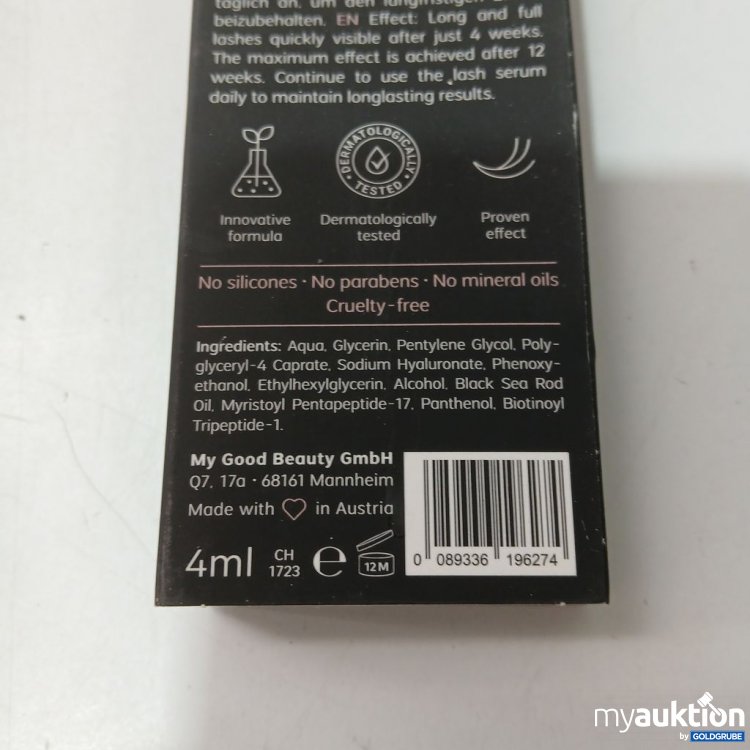 täglich an, um den langfristigen
beizubehalten. EN Effect: Long and full
lashes quickly visible after just 4 weeks.
The maximum effect is achieved after 12
weeks. Continue to use the lash serum
daily to maintain longlasting results.
DERMATOLOGICALLY
TESTED
Innovative
formula
Dermatologically
tested
Proven
effect
No silicones · No parabens · No mineral oils
Cruelty-free
Ingredients: Aqua, Glycerin, Pentylene Glycol, Poly-
glyceryl-4 Caprate, Sodium Hyaluronate, Phenoxy-
ethanol, Ethylhexylglycerin, Alcohol, Black Sea Rod
Oil, Myristoyl Pentapeptide-17, Panthenol, Biotinoyl
Tripeptide-1.
My Good Beauty GmbH
Q7, 17a · 68161 Mannheim
Made with ♡ in Austria
4ml CH
1723 ℮ 12M
0 089336 196274
myauktion
by GOLDGRUBE